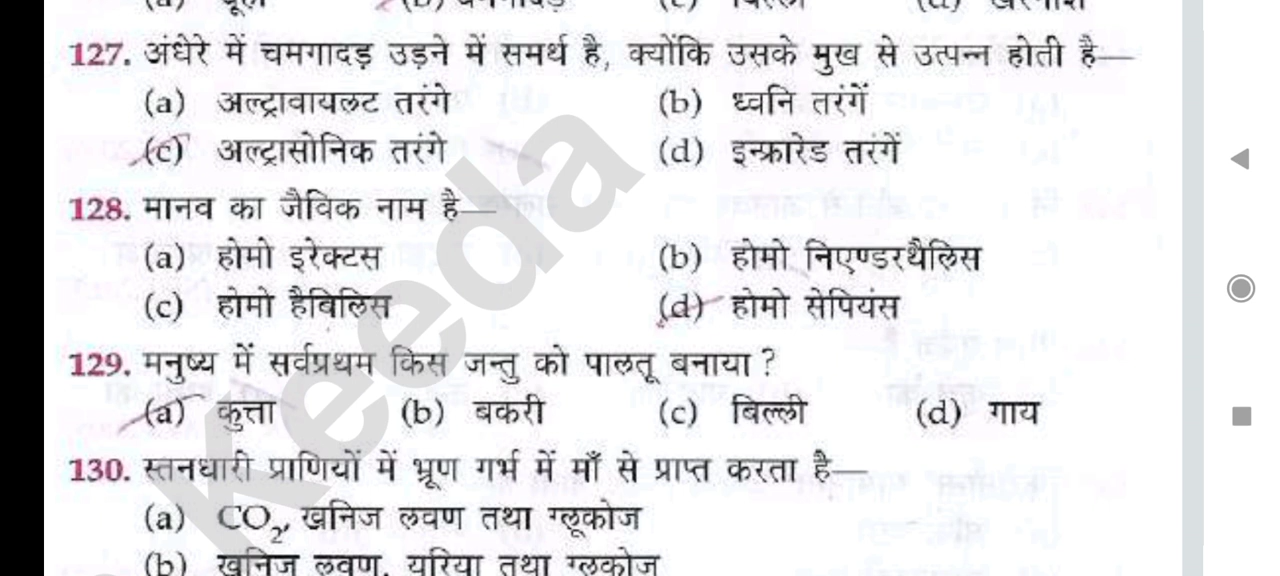 127. अंधेरे में चमगादड़ उड़ने में समर्थ है, क्योंकि उसके मुख से उत्पन्न होती है—
(a) अल्ट्रावायलट तरंगे (b) ध्वनि तरंगें
(c) अल्ट्रासोनिक तरंगे (d) इन्फ्रारेड तरंगें
128. मानव का जैविक नाम है—
(a) होमो इरेक्टस (b) होमो निएण्डरथैलिस
(c) होमो हैबिलिस (d) होमो सेपियंस
129. मनुष्य में सर्वप्रथम किस जन्तु को पालतू बनाया?
(a) कुत्ता (b) बकरी (c) बिल्ली (d) गाय
130. स्तनधारी प्राणियों में भ्रूण गर्भ में माँ से प्राप्त करता है—
(a) CO₂, खनिज लवण तथा ग्लूकोज
(b) खनिज लवण, यूरिया तथा ग्लूकोज
Keeda